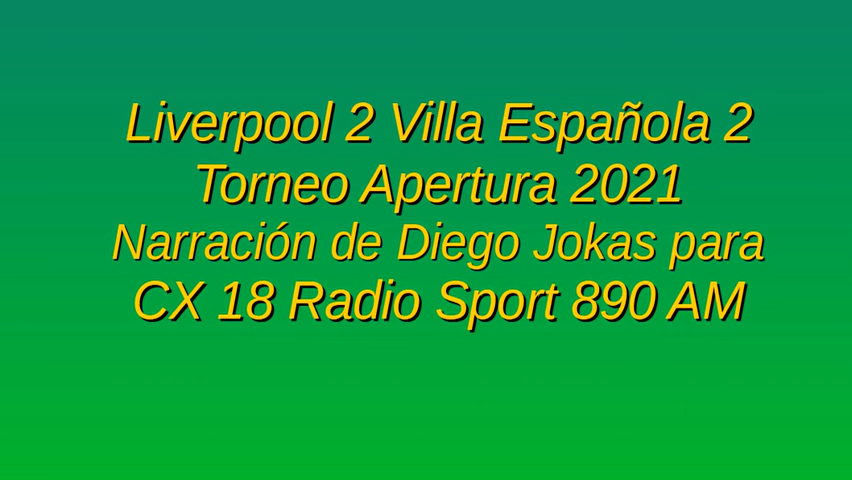 Liverpool 2 Villa Española 2
Torneo Apertura 2021
Narración de Diego Jokas para
CX 18 Radio Sport 890 AM